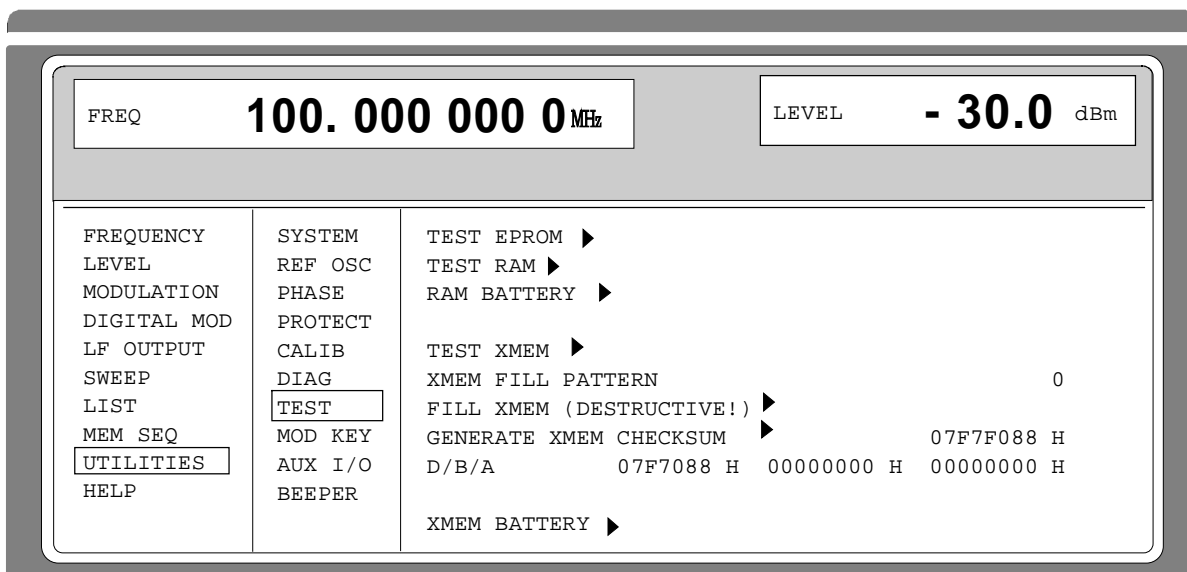 FREQ 100. 000 000 0 MHz
LEVEL - 30.0 dBm
FREQUENCY
LEVEL
MODULATION
DIGITAL MOD
LF OUTPUT
SWEEP
LIST
MEM SEQ
UTILITIES
HELP
SYSTEM
REF OSC
PHASE
PROTECT
CALIB
DIAG
TEST
MOD KEY
AUX I/O
BEEPER
TEST EPROM
TEST RAM
RAM BATTERY
TEST XMEM
XMEM FILL PATTERN 0
FILL XMEM (DESTRUCTIVE!)
GENERATE XMEM CHECKSUM 07F7F088 H
D/B/A 07F7088 H 00000000 H 00000000 H
XMEM BATTERY